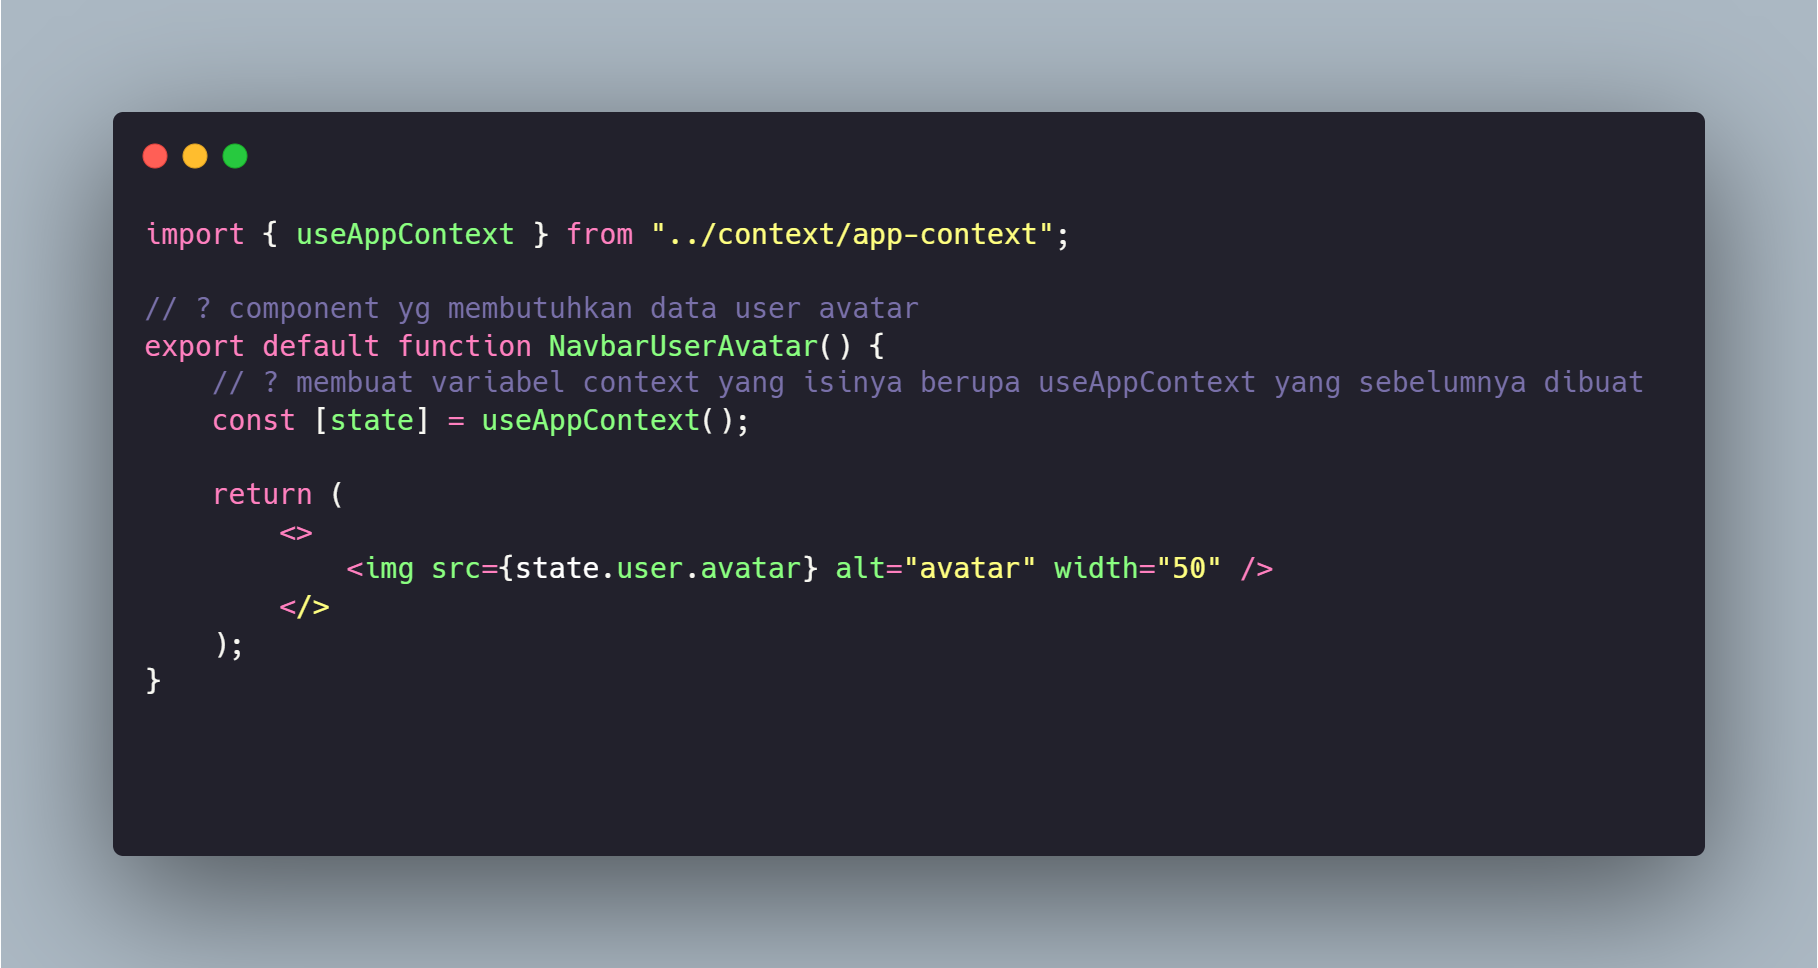 import { useAppContext } from "../context/app-context";
// ? component yg membutuhkan data user avatar
export default function NavbarUserAvatar() {
// ? membuat variabel context yang isinya berupa useAppContext yang sebelumnya dibuat
const [state] = useAppContext();
return (
<>
<img src={state.user.avatar} alt="avatar" width="50" />
</>
);
}